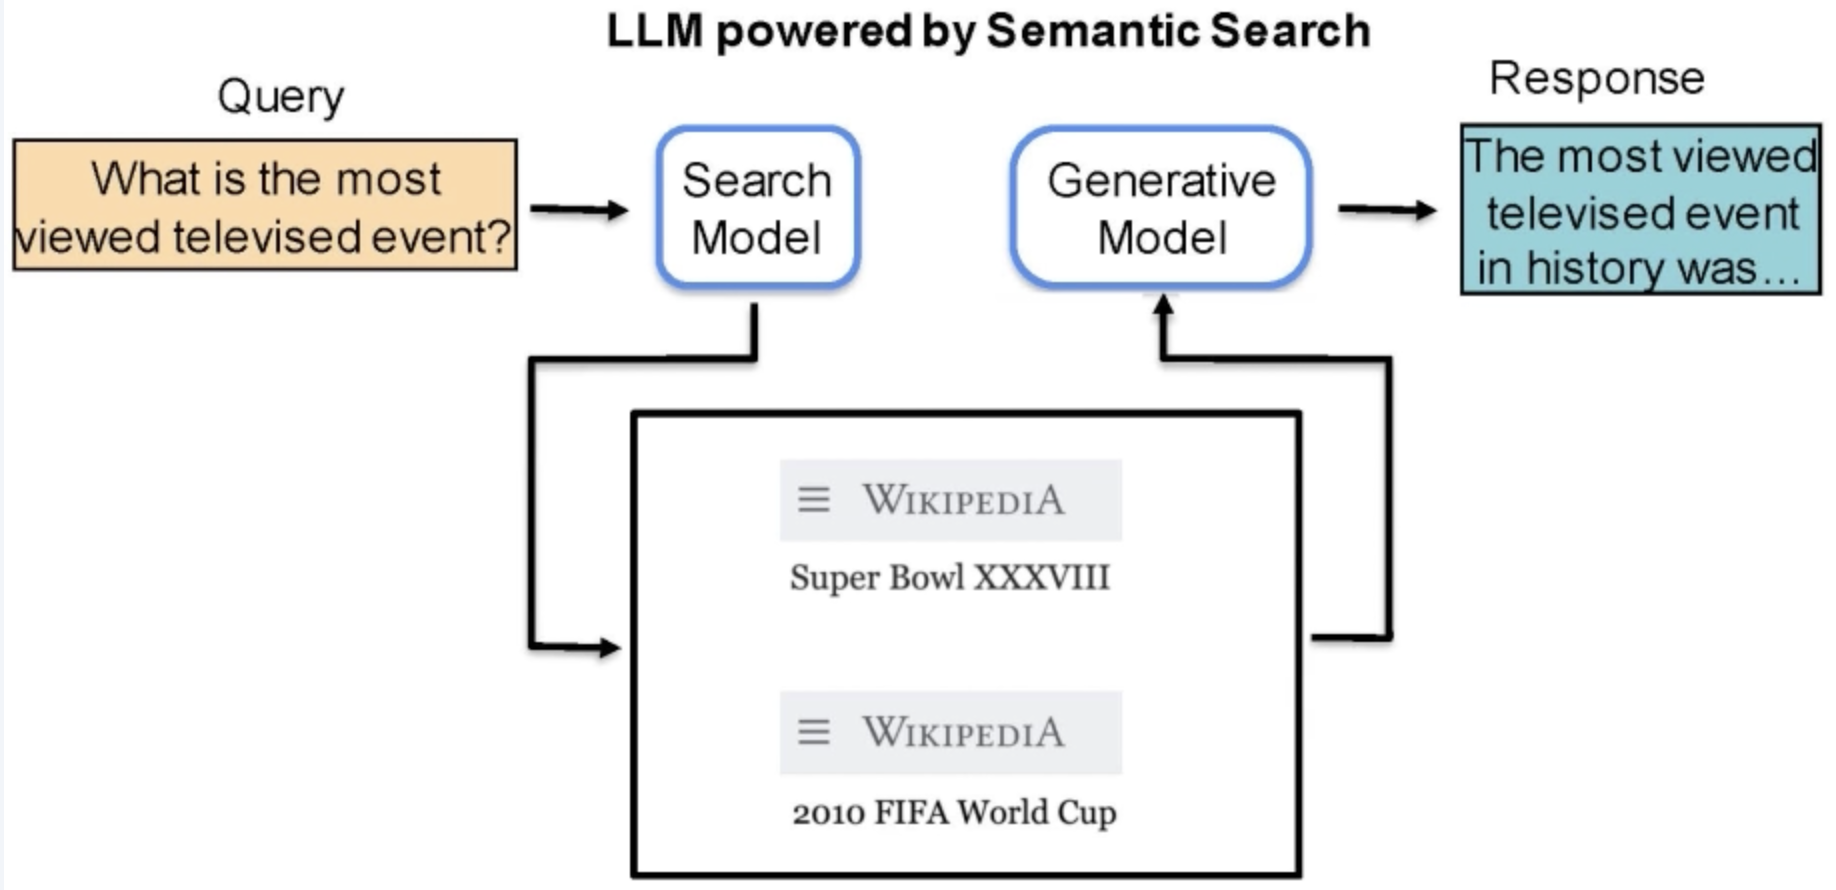 LLM powered by Semantic Search
Query
What is the most
viewed televised event?
Search
Model
Generative
Model
Response
The most viewed
televised event
in history was...
WIKIPEDIA
Super Bowl XXXVIII
WIKIPEDIA
2010 FIFA World Cup